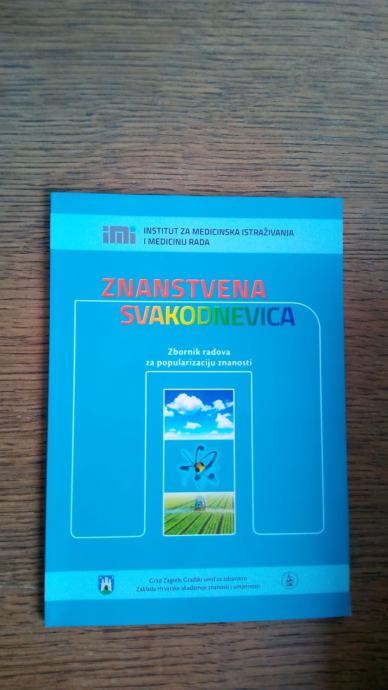 imi
INSTITUT ZA MEDICINSKA ISTRAŽIVANJA
I MEDICINU RADA
ZNANSTVENA
SVAKODNEVICA
Zbornik radova
za popularizaciju znanosti
Grad Zagreb, Gradski ured za zdravstvo
Zaklada Hrvatske akademije znanosti i umjetnosti